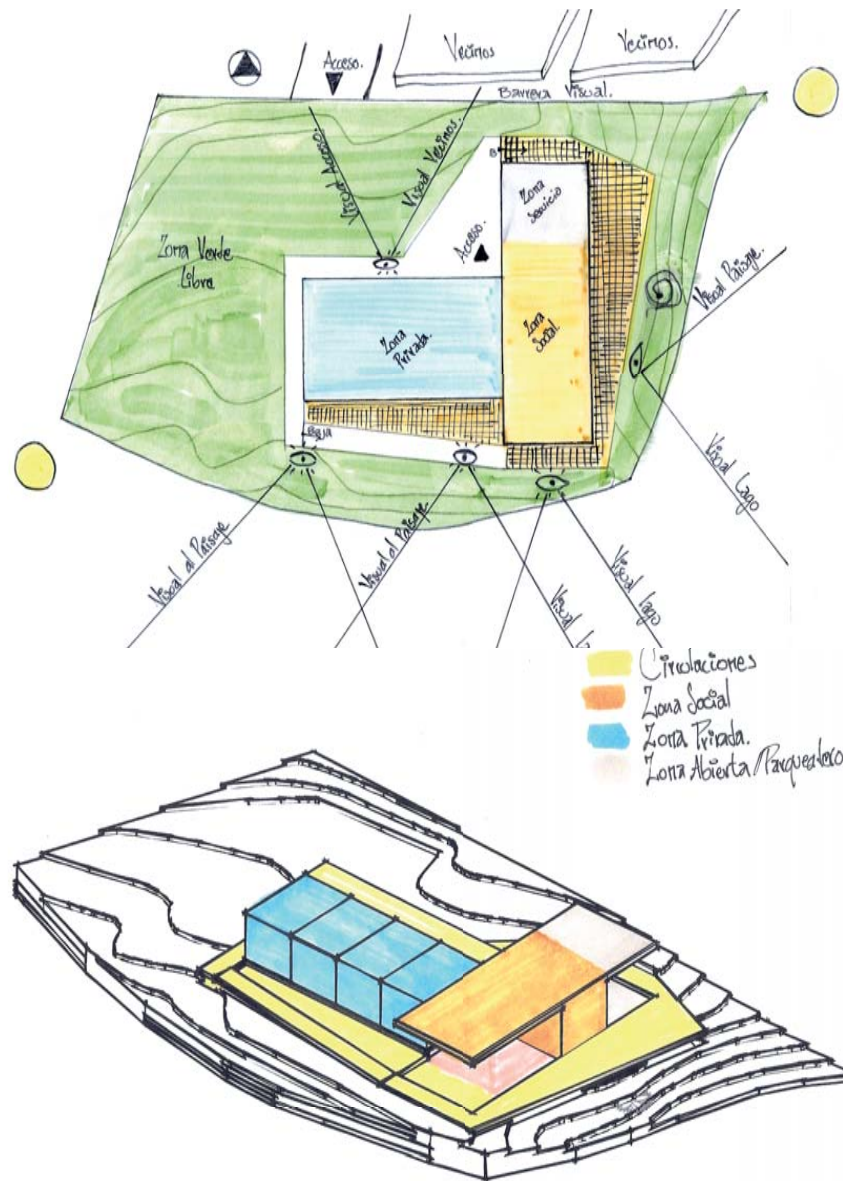 Acceso.
Vecinos
Vecinos.
Barrera Visual.
Visual Acceso.
Visual Vecinos.
Zona
Servicio
Acceso.
Zona Verde
Libre
Zona
Privada.
Zona
Social.
Visual Paisaje.
Visual Lago
Visual al Paisaje
Visual al Paisaje
Visual La
Visual Lago
Circulaciones
Zona Social
Zona Privada.
Zona Abierta/Parqueadero